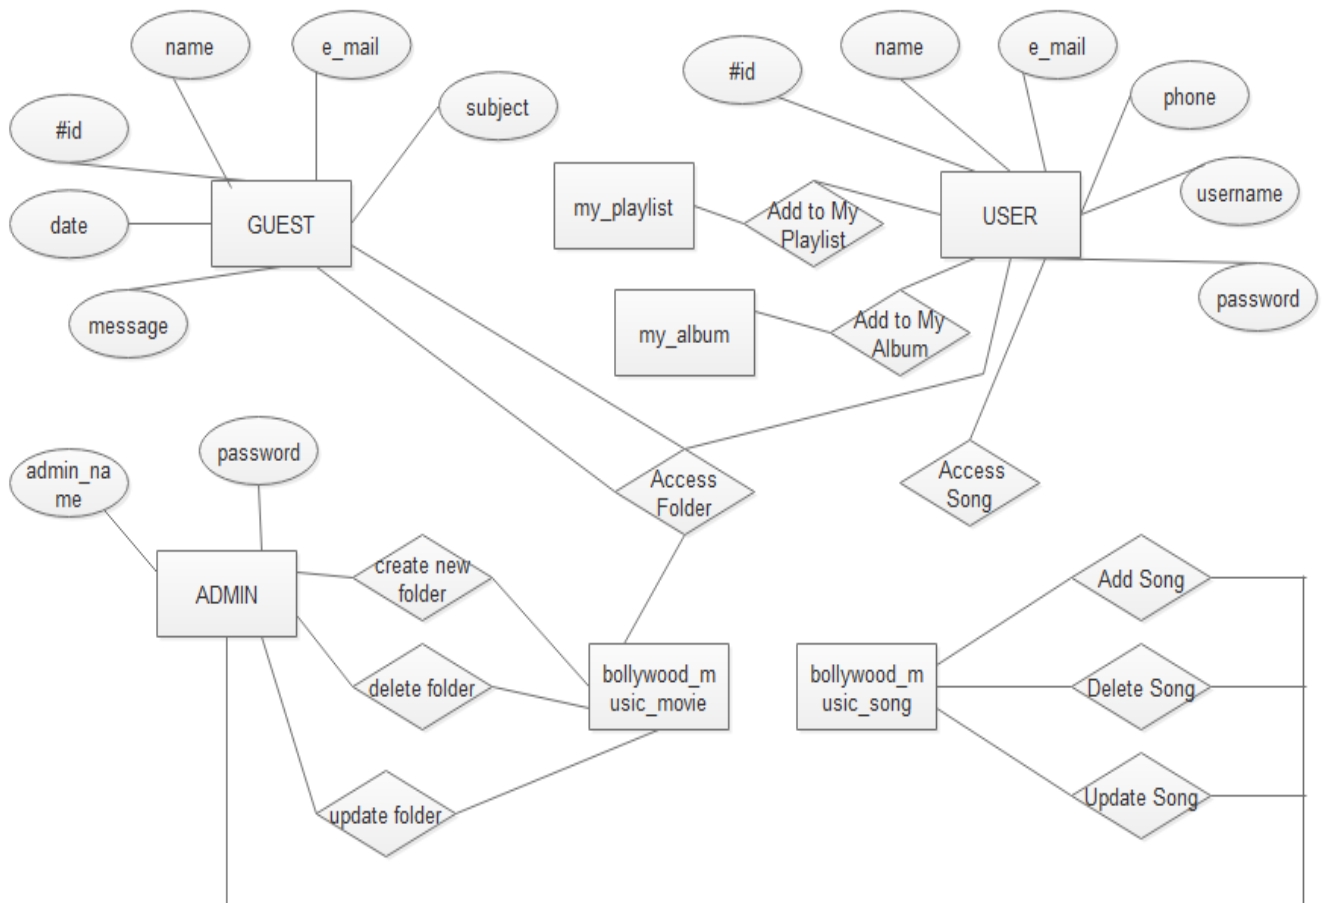 name
e_mail
#id
subject
date
GUEST
message
#id
name
e_mail
phone
username
password
USER
my_playlist
Add to My
Playlist
my_album
Add to My
Album
Access
Folder
Access
Song
admin_na
me
password
ADMIN
create new
folder
delete folder
update folder
bollywood_m
usic_movie
bollywood_m
usic_song
Add Song
Delete Song
Update Song